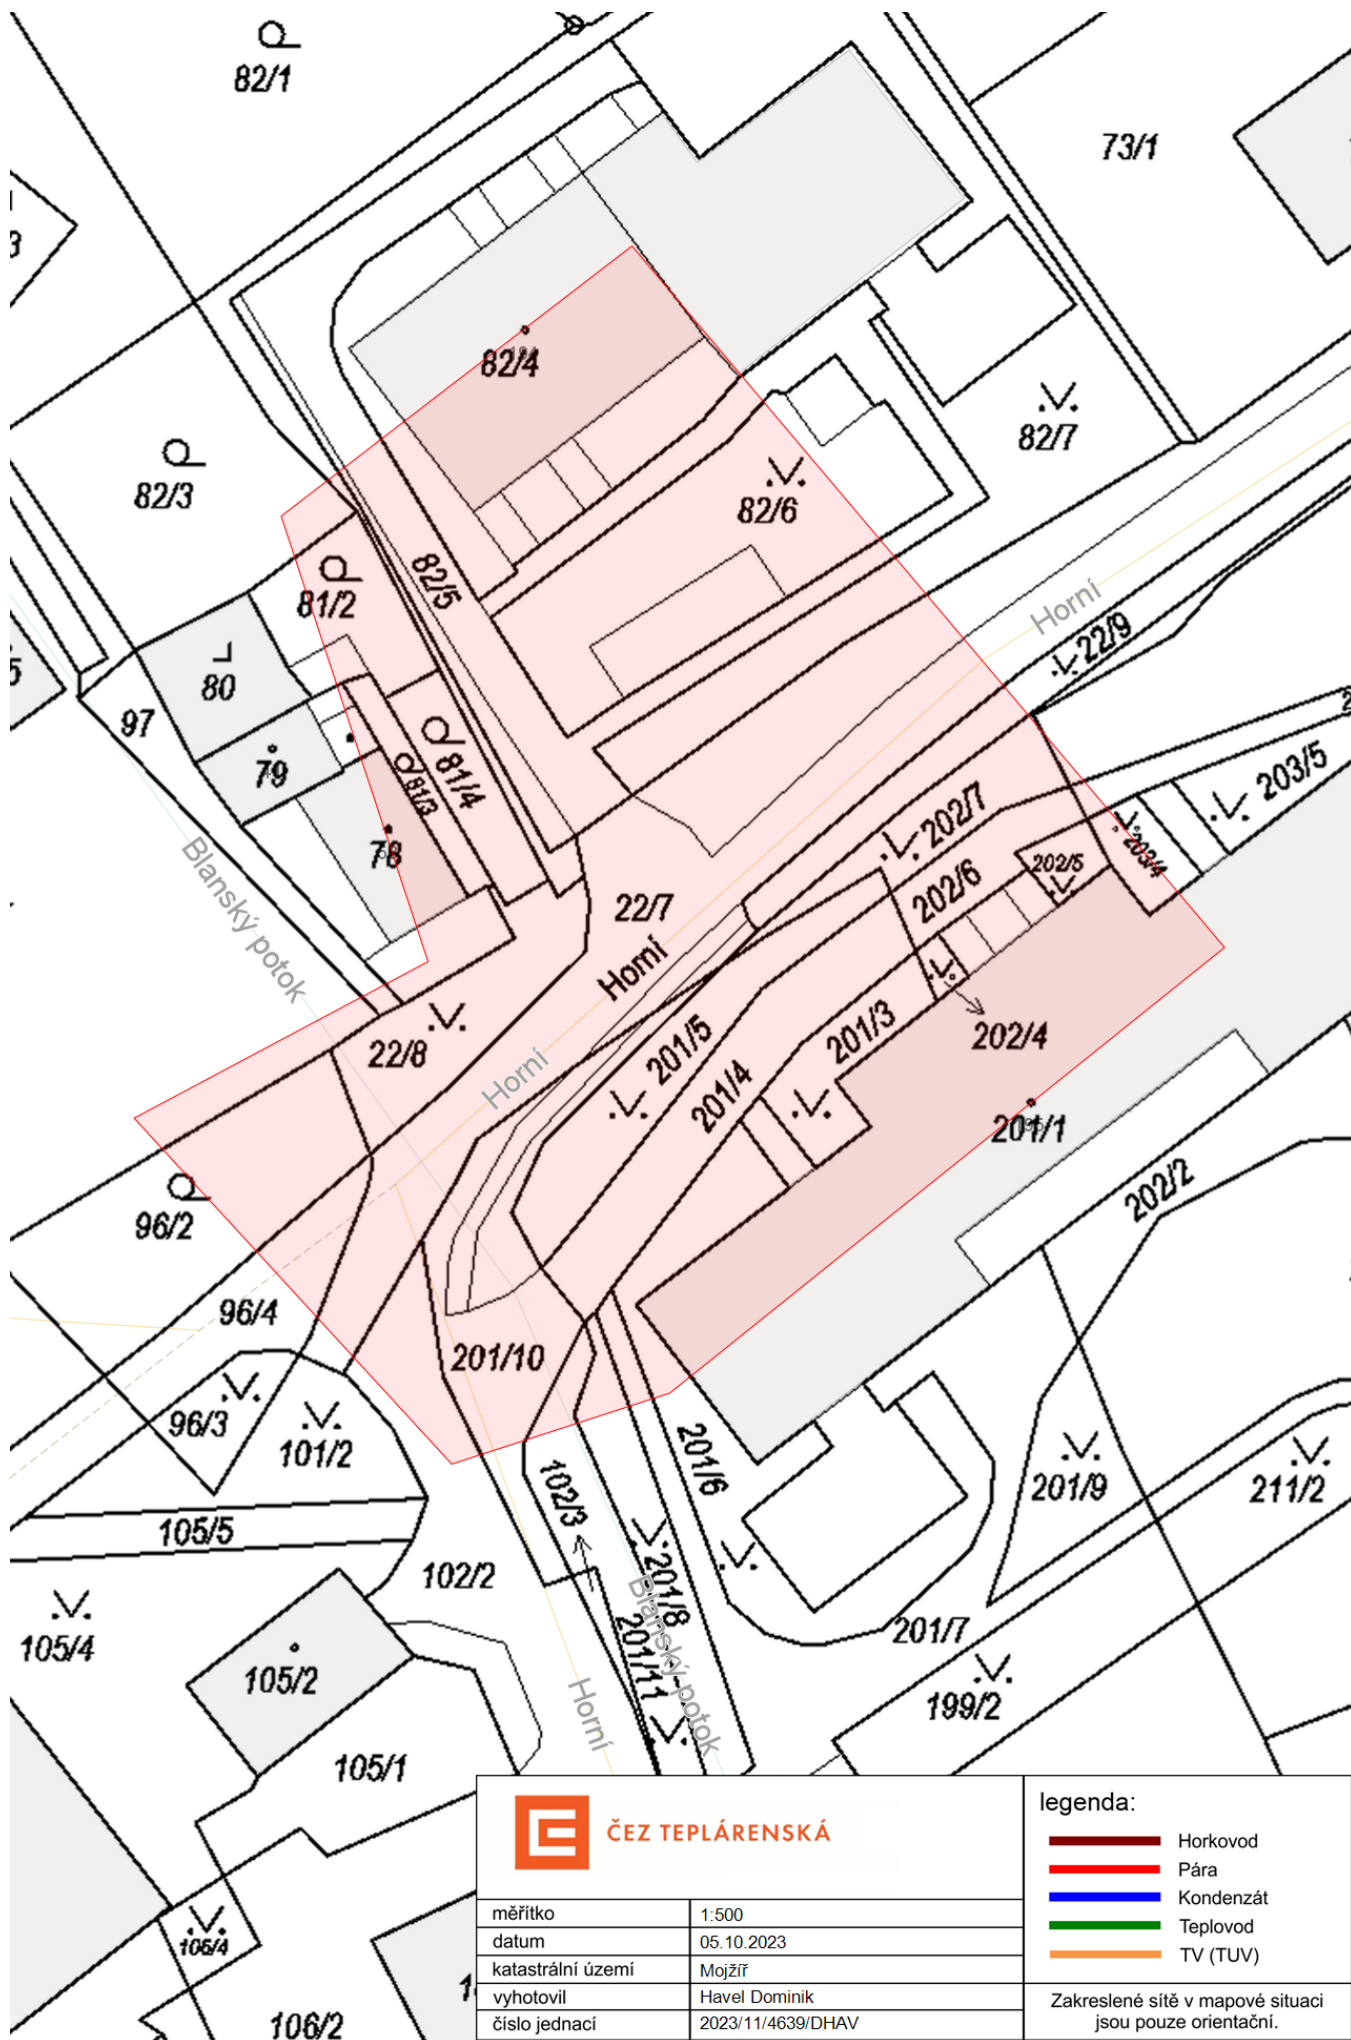 82/1
73/1
3
82/4
82/7
82/3
82/6
82/5
81/2
Horní
22/9
5
80
97
79
81/4
81/3
203/5
2
202/7
78
203/4
202/5
202/6
22/7
Blanský potok
Horní
201/3
201/5
22/8
202/4
Horní
201/4
201/1
202/2
96/2
96/4
201/10
96/3
101/2
201/6
201/9
211/2
102/3
105/5
102/2
201/8
105/4
201/7
201/11
Blanský potok
105/2
Horní
199/2
105/1
ČEZ TEPLÁRENSKÁ
legenda:
Horkovod
Pára
Kondenzát
Teplovod
TV (TUV)
měřítko 1:500
datum 05.10.2023
katastrální území Mojžíř
vyhotovil Havel Dominik
číslo jednací 2023/11/4639/DHAV
Zakreslené sítě v mapové situaci
jsou pouze orientační.
106/2